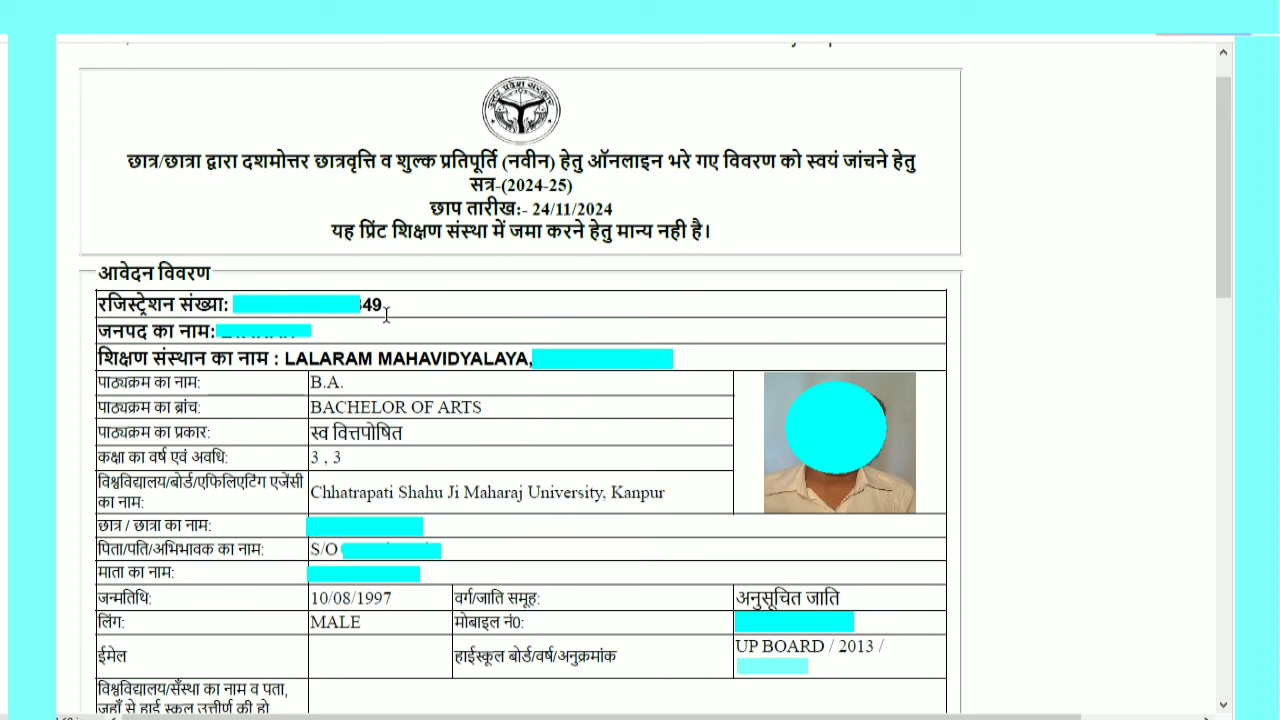 उत्तर प्रदेश सरकार
छात्र/छात्रा द्वारा दशमोत्तर छात्रवृत्ति व शुल्क प्रतिपूर्ति (नवीन) हेतु ऑनलाइन भरे गए विवरण को स्वयं जांचने हेतु
सत्र-(2024-25)
छाप तारीख:- 24/11/2024
यह प्रिंट शिक्षण संस्था में जमा करने हेतु मान्य नही है।
आवेदन विवरण
रजिस्ट्रेशन संख्या: 49
जनपद का नाम:
शिक्षण संस्थान का नाम : LALARAM MAHAVIDYALAYA,
पाठ्यक्रम का नाम: B.A.
पाठ्यक्रम का ब्रांच: BACHELOR OF ARTS
पाठ्यक्रम का प्रकार: स्व वित्तपोषित
कक्षा का वर्ष एवं अवधि: 3 , 3
विश्वविद्यालय/बोर्ड/एफिलिएटिंग एजेंसी
का नाम: Chhatrapati Shahu Ji Maharaj University, Kanpur
छात्र / छात्रा का नाम:
पिता/पति/अभिभावक का नाम: S/O
माता का नाम:
जन्मतिथि: 10/08/1997 वर्ग/जाति समूह: अनुसूचित जाति
लिंग: MALE मोबाइल नं0:
ईमेल हाईस्कूल बोर्ड/वर्ष/अनुक्रमांक UP BOARD / 2013 /
विश्वविद्यालय/सँस्था का नाम व पता,
जहाँ से हाई स्कूल उत्तीर्ण की हो